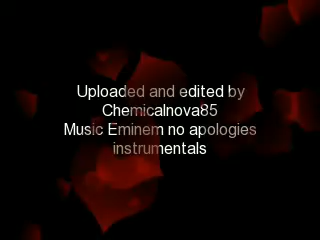 Uploaded and edited by
Chemicalnova85
Music Eminem no apologies
instrumentals